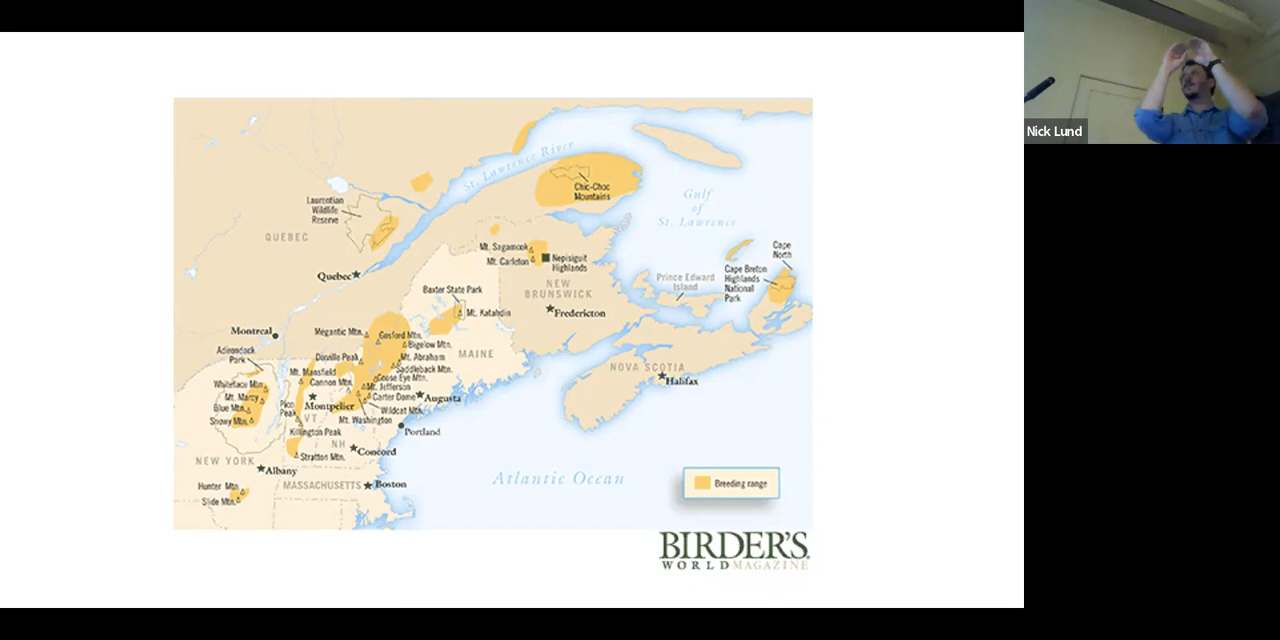 Nick Lund
St. Lawrence River
Chic-Choc
Mountains
Gulf
of
St. Lawrence
Laurentian
Wildlife
Reserve
QUEBEC
Quebec
Mt. Sagamook
Mt. Carleton
Nepisiguit
Highlands
NEW
BRUNSWICK
Fredericton
Prince Edward
Island
Cape
North
Cape Breton
Highlands
National
Park
Baxter State Park
Mt. Katahdin
Montreal
Megantic Mtn.
Gosford Mtn.
Bigelow Mtn.
MAINE
Adirondack
Park
Mt. Abraham
Saddleback Mtn.
Mt. Mansfield
Cannon Mtn.
Goose Eye Mtn.
Mt. Jefferson
Whiteface Mtn.
Mt. Marcy
Blue Mtn.
Snowy Mtn.
Pico
Peak
Montpelier
Carter Dome
Augusta
Wildcat Mtn.
Mt. Washington
VT
Killington Peak
Portland
NH
Concord
Stratton Mtn.
NEW YORK
Albany
NOVA SCOTIA
Halifax
Hunter Mtn.
Slide Mtn.
MASSACHUSETTS
Boston
Atlantic Ocean
Breeding range
BIRDER'S
WORLD MAGAZINE